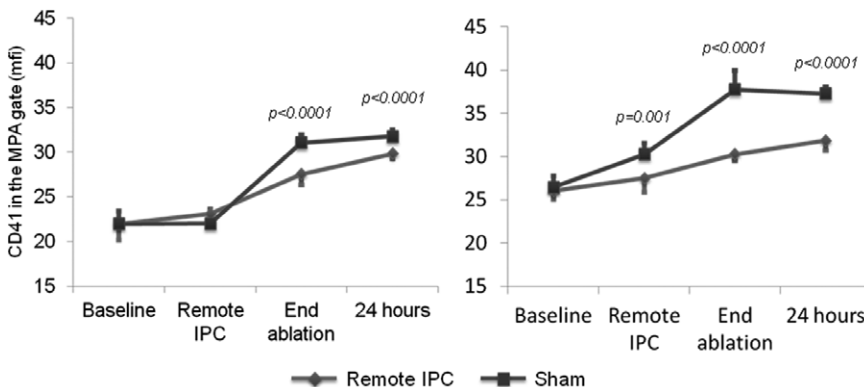 CD41 in the MPA gate (mfi)
45
40
35
30
25
20
15
p<0.0001
p<0.0001
Baseline
Remote IPC
End ablation
24 hours
45
40
35
30
25
20
15
p=0.001
p<0.0001
p<0.0001
Baseline
Remote IPC
End ablation
24 hours
Remote IPC
Sham